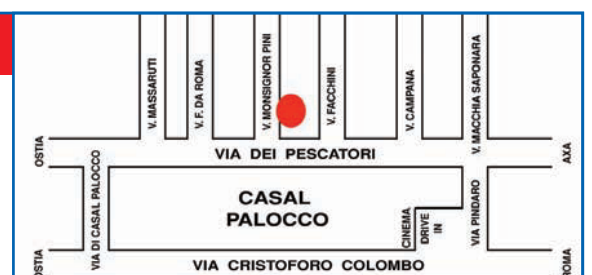 V. MASSARUTI
V. F. DA ROMA
V. MONSIGNOR PINI
V. FACCHINI
V. CAMPANA
V. MACCHIA SAPONARA
OSTIA
VIA DEI PESCATORI
AXA
VIA DI CASAL PALOCCO
CASAL
PALOCCO
CINEMA
DRIVE
IN
VIA PINDARO
OSTIA
VIA CRISTOFORO COLOMBO
ROMA